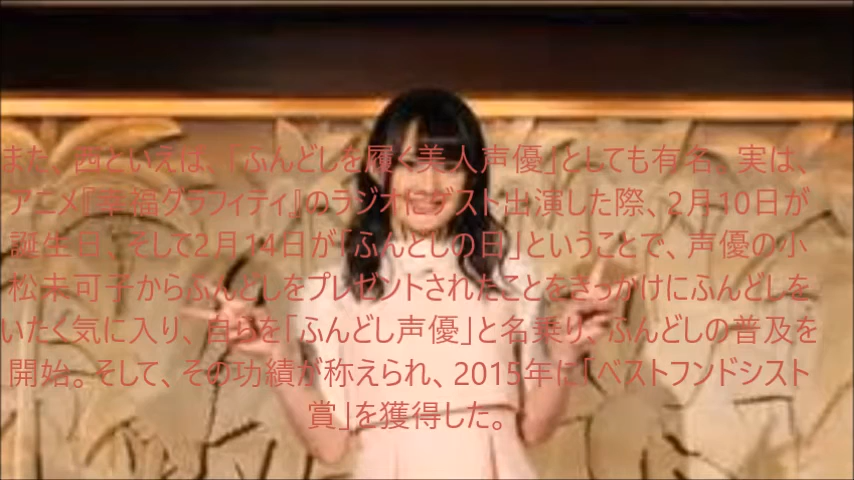 また、西といえば、「ふんどしを履く美人声優」としても有名。実は、
アニメ『幸福グラフィティ』のラジオにゲスト出演した際、2月10日が
誕生日、そして2月14日が「ふんどしの日」ということで、声優の小
松未可子からふんどしをプレゼントされたことをきっかけにふんどしを
いたく気に入り、自らを「ふんどし声優」と名乗り、ふんどしの普及を
開始。そして、その功績が称えられ、2015年に「ベストフンドシスト
賞」を獲得した。